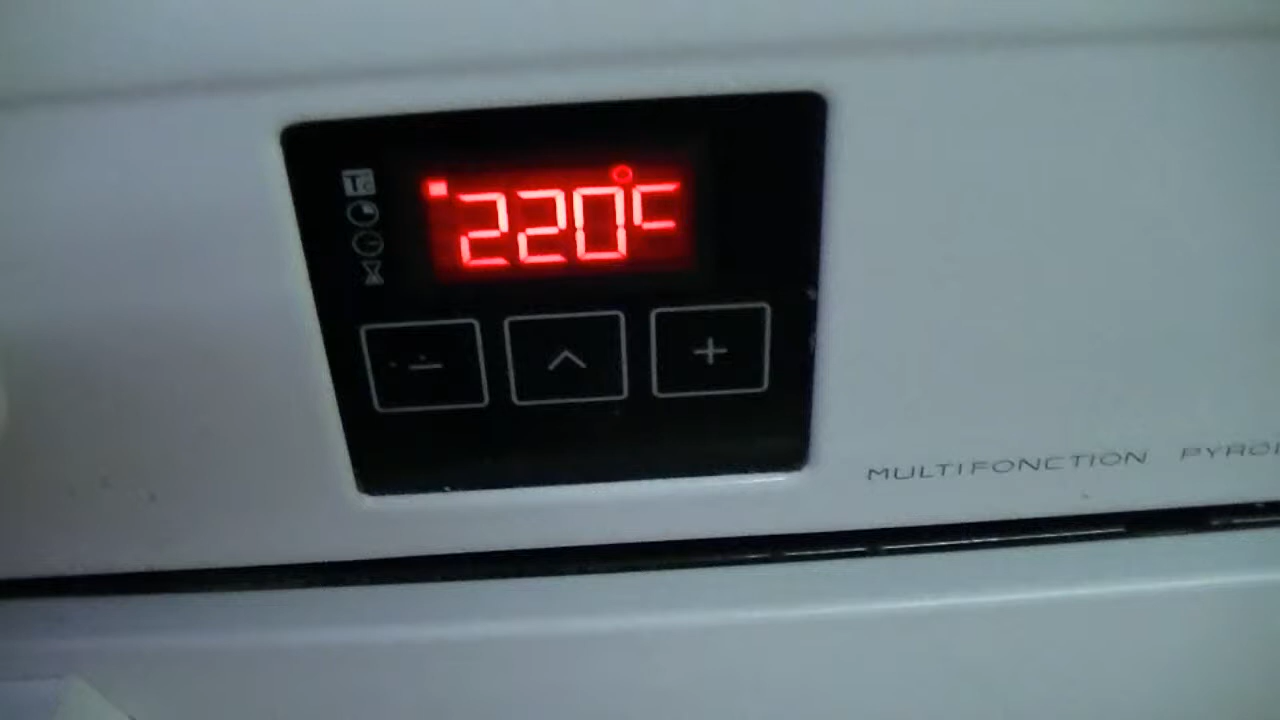 220°C
T°C
− ^ +
MULTIFONCTION